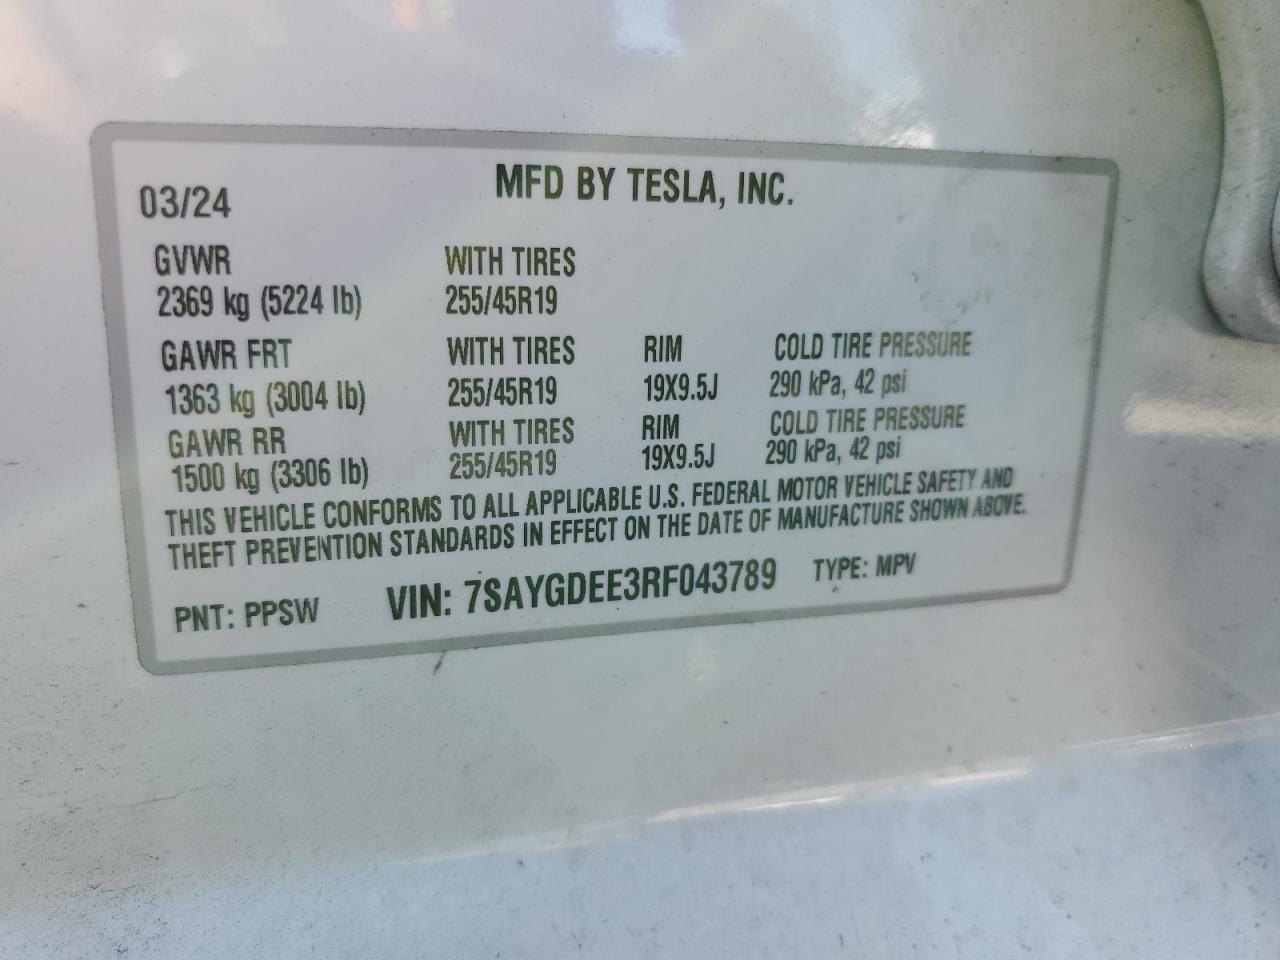 MFD BY TESLA, INC.
03/24
GVWR WITH TIRES
2369 kg (5224 lb) 255/45R19
GAWR FRT WITH TIRES RIM COLD TIRE PRESSURE
1363 kg (3004 lb) 255/45R19 19X9.5J 290 kPa, 42 psi
GAWR RR WITH TIRES RIM COLD TIRE PRESSURE
1500 kg (3306 lb) 255/45R19 19X9.5J 290 kPa, 42 psi
THIS VEHICLE CONFORMS TO ALL APPLICABLE U.S. FEDERAL MOTOR VEHICLE SAFETY AND
THEFT PREVENTION STANDARDS IN EFFECT ON THE DATE OF MANUFACTURE SHOWN ABOVE.
PNT: PPSW VIN: 7SAYGDEE3RF043789 TYPE: MPV